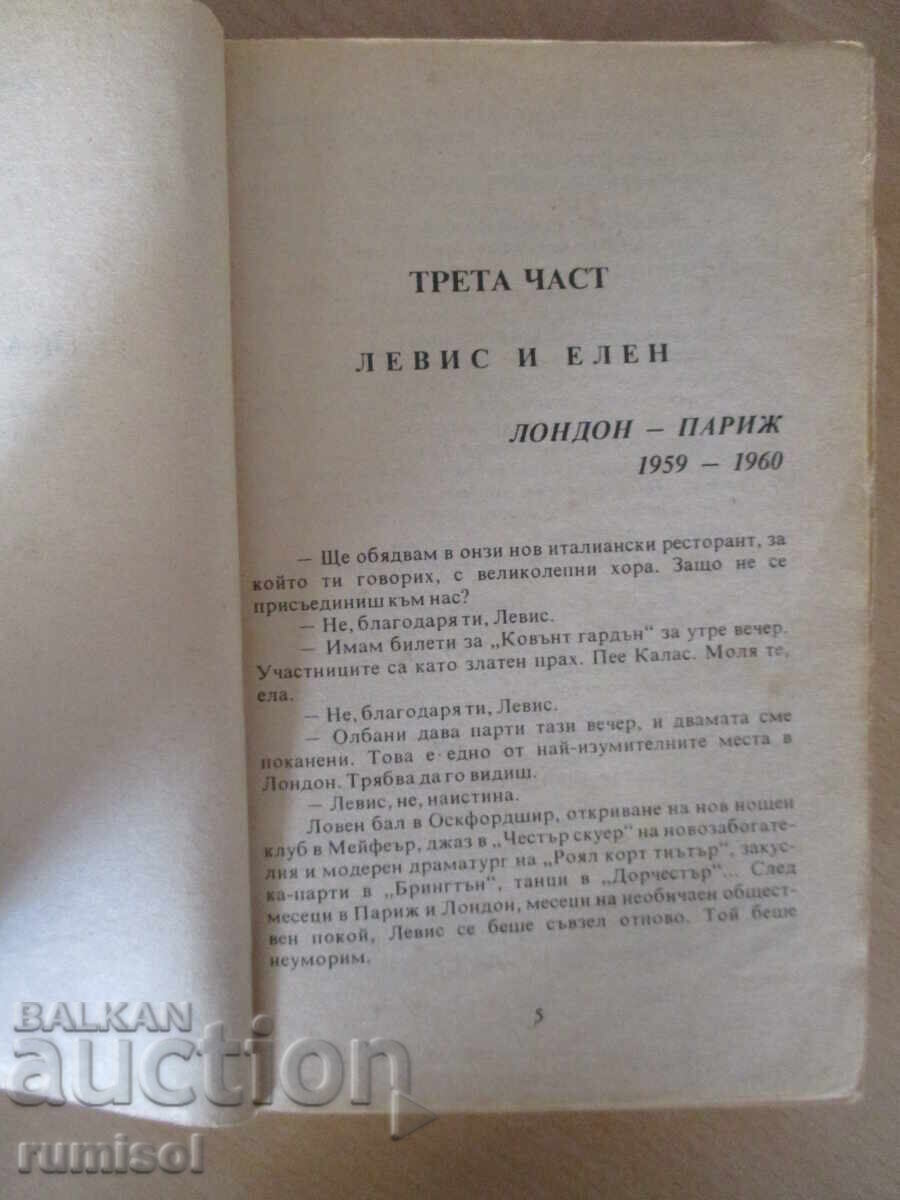 ТРЕТА ЧАСТ
ЛЕВИС И ЕЛЕН
ЛОНДОН – ПАРИЖ
1959 – 1960
– Ще обядвам в онзи нов италиански ресторант, за
който ти говорих, с великолепни хора. Защо не се
присъединиш към нас?
– Не, благодаря ти, Левис.
– Имам билети за „Ковънт гардън“ за утре вечер.
Участниците са като златен прах. Пее Калас. Моля те,
ела.
– Не, благодаря ти, Левис.
– Олбани дава парти тази вечер, и двамата сме
поканени. Това е едно от най-изумителните места в
Лондон. Трябва да го видиш.
– Левис, не, наистина.
Ловен бал в Оскфордшир, откриване на нов нощен
клуб в Мейфеър, джаз в „Честър скуер“ на новозабогате-
лия и модерен драматург на „Роял корт тиътър“, закус-
ка-парти в „Брингтън“, танци в „Дорчестър“... След
месеци в Париж и Лондон, месеци на необичаен общест-
вен покой, Левис се беше съвзел отново. Той беше
неуморим.
5
BALKAN
auction
rumisol